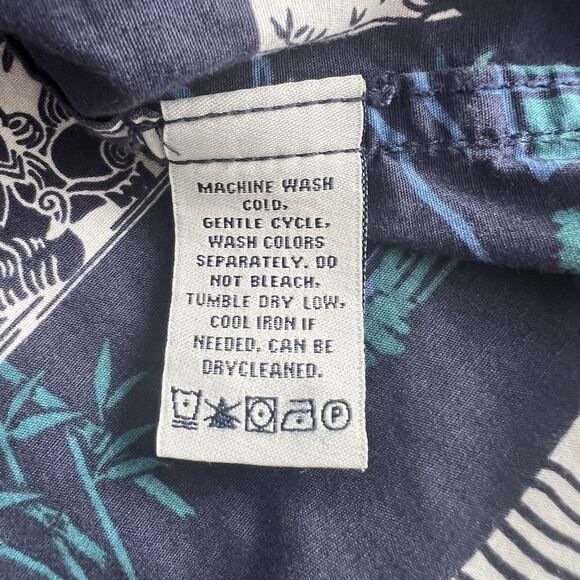 MACHINE WASH
COLD,
GENTLE CYCLE,
WASH COLORS
SEPARATELY. DO
NOT BLEACH,
TUMBLE DRY LOW,
COOL IRON IF
NEEDED. CAN BE
DRYCLEANED.
P